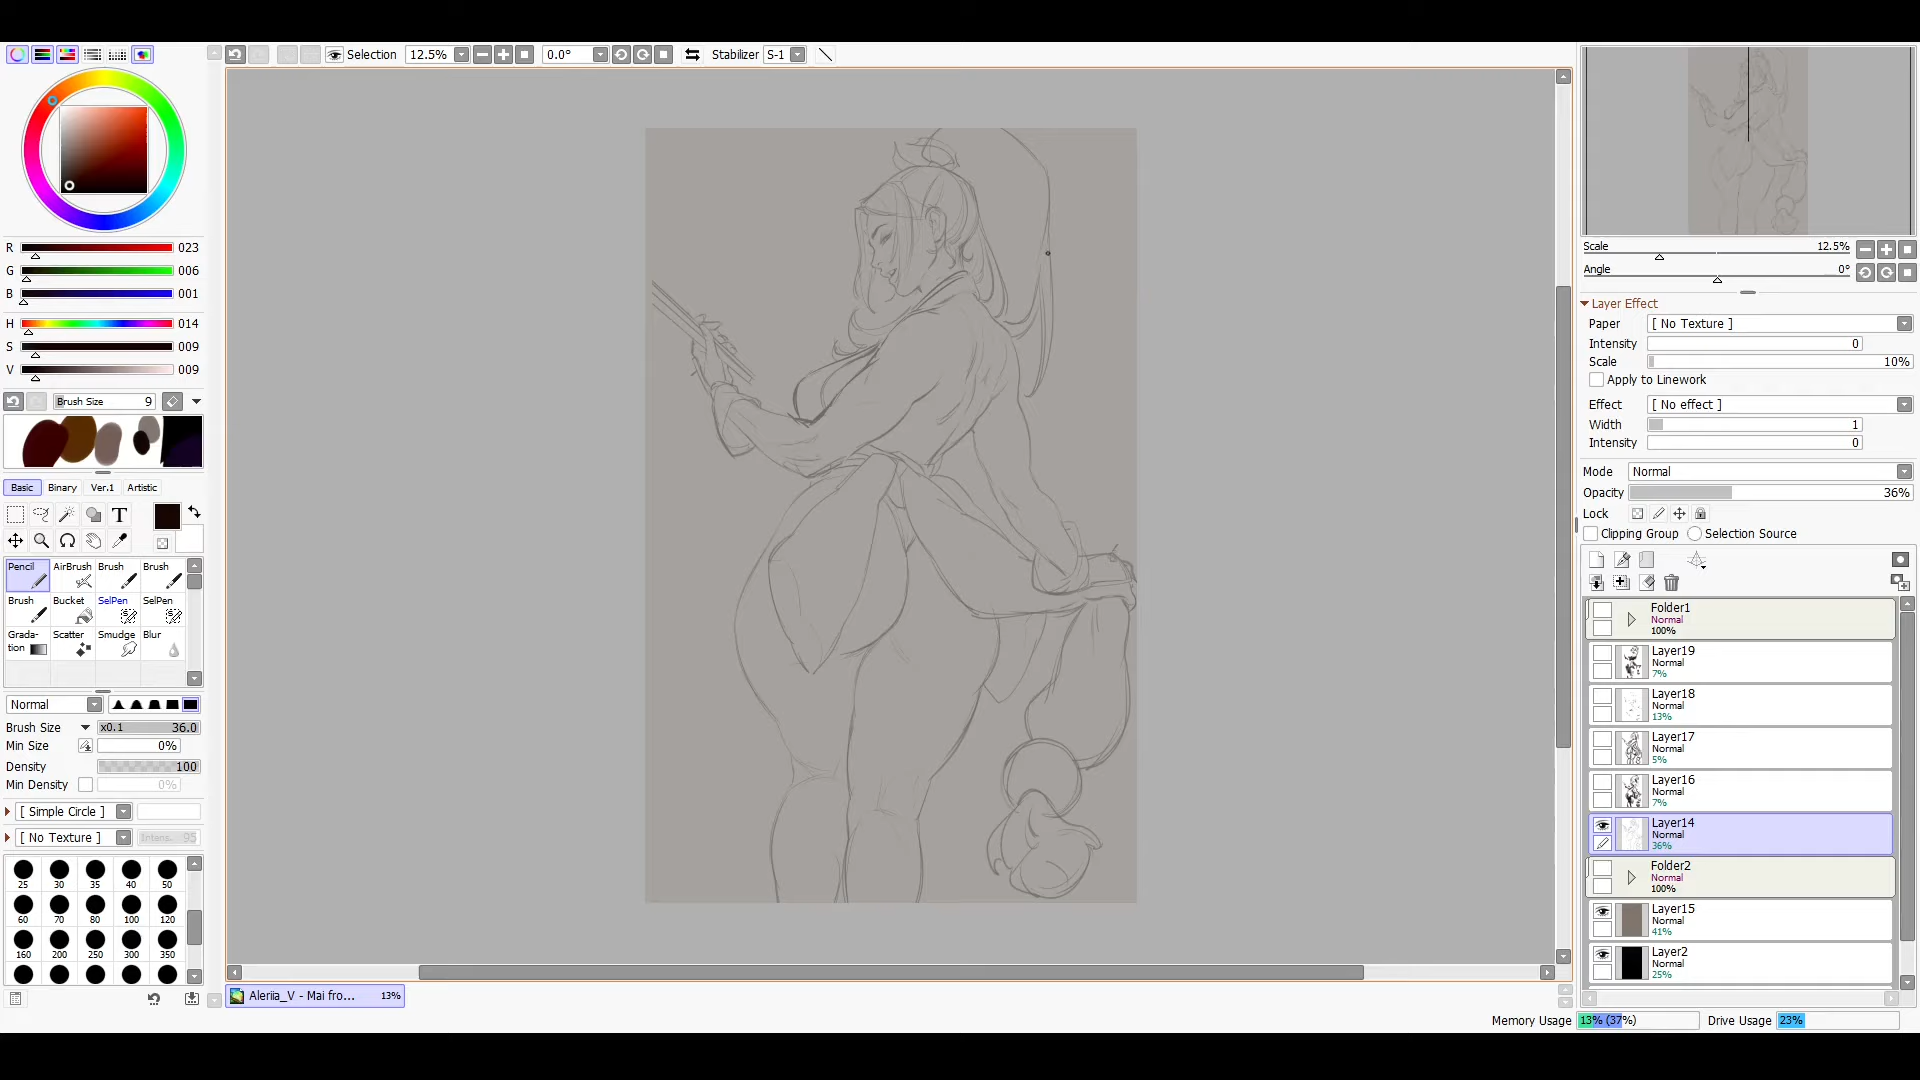 Selection 12.5% 0.0° Stabilizer S-1
R 023
G 006
B 001
H 014
S 009
V 009
Brush Size 9
Basic Binary Ver.1 Artistic
T
Pencil AirBrush Brush Brush
Brush Bucket SelPen SelPen
Grada-tion Scatter Smudge Blur
Normal
Brush Size x0.1 36.0
Min Size 0%
Density 100
Min Density 0%
[ Simple Circle ]
[ No Texture ] Intens. 95
25 30 35 40 50
60 70 80 100 120
160 200 250 300 350
Aleriia_V - Mai fro... 13%
Scale 12.5%
Angle 0°
Layer Effect
Paper [ No Texture ]
Intensity 0
Scale 10%
Apply to Linework
Effect [ No effect ]
Width 1
Intensity 0
Mode Normal
Opacity 36%
Lock
Clipping Group Selection Source
Folder1
Normal
100%
Layer19
Normal
7%
Layer18
Normal
13%
Layer17
Normal
5%
Layer16
Normal
7%
Layer14
Normal
36%
Folder2
Normal
100%
Layer15
Normal
41%
Layer2
Normal
25%
Memory Usage 13% (37%) Drive Usage 23%